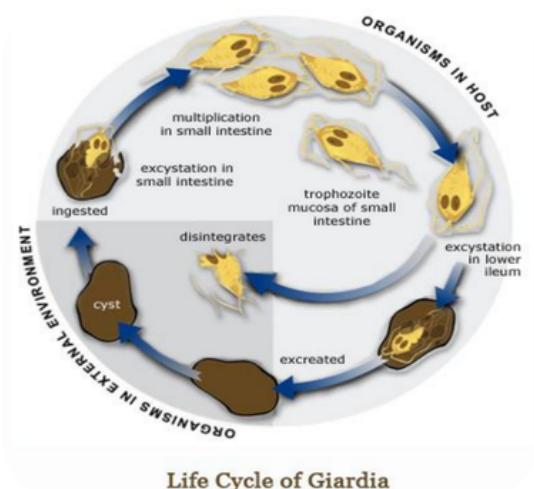 ORGANISMS IN HOST
multiplication
in small intestine
excystation in
small intestine
ingested
trophozoite
mucosa of small
intestine
disintegrates
excystation
in lower
ileum
cyst
excreated
ORGANISMS IN EXTERNAL ENVIRONMENT
Life Cycle of Giardia